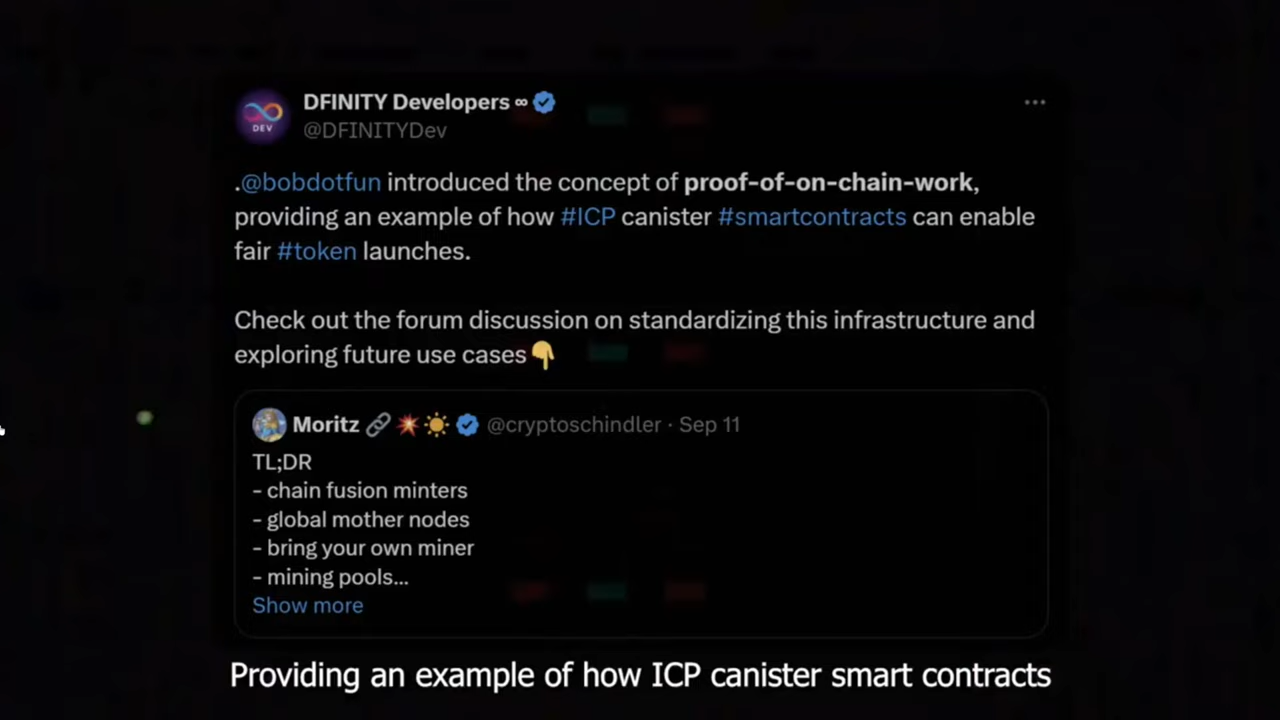 DFINITY Developers ∞
@DFINITYDev
DEV
.@bobdotfun introduced the concept of proof-of-on-chain-work,
providing an example of how #ICP canister #smartcontracts can enable
fair #token launches.
Check out the forum discussion on standardizing this infrastructure and
exploring future use cases👇
Moritz 🔗💥☀️ @cryptoschindler · Sep 11
TL;DR
- chain fusion minters
- global mother nodes
- bring your own miner
- mining pools...
Show more
Providing an example of how ICP canister smart contracts